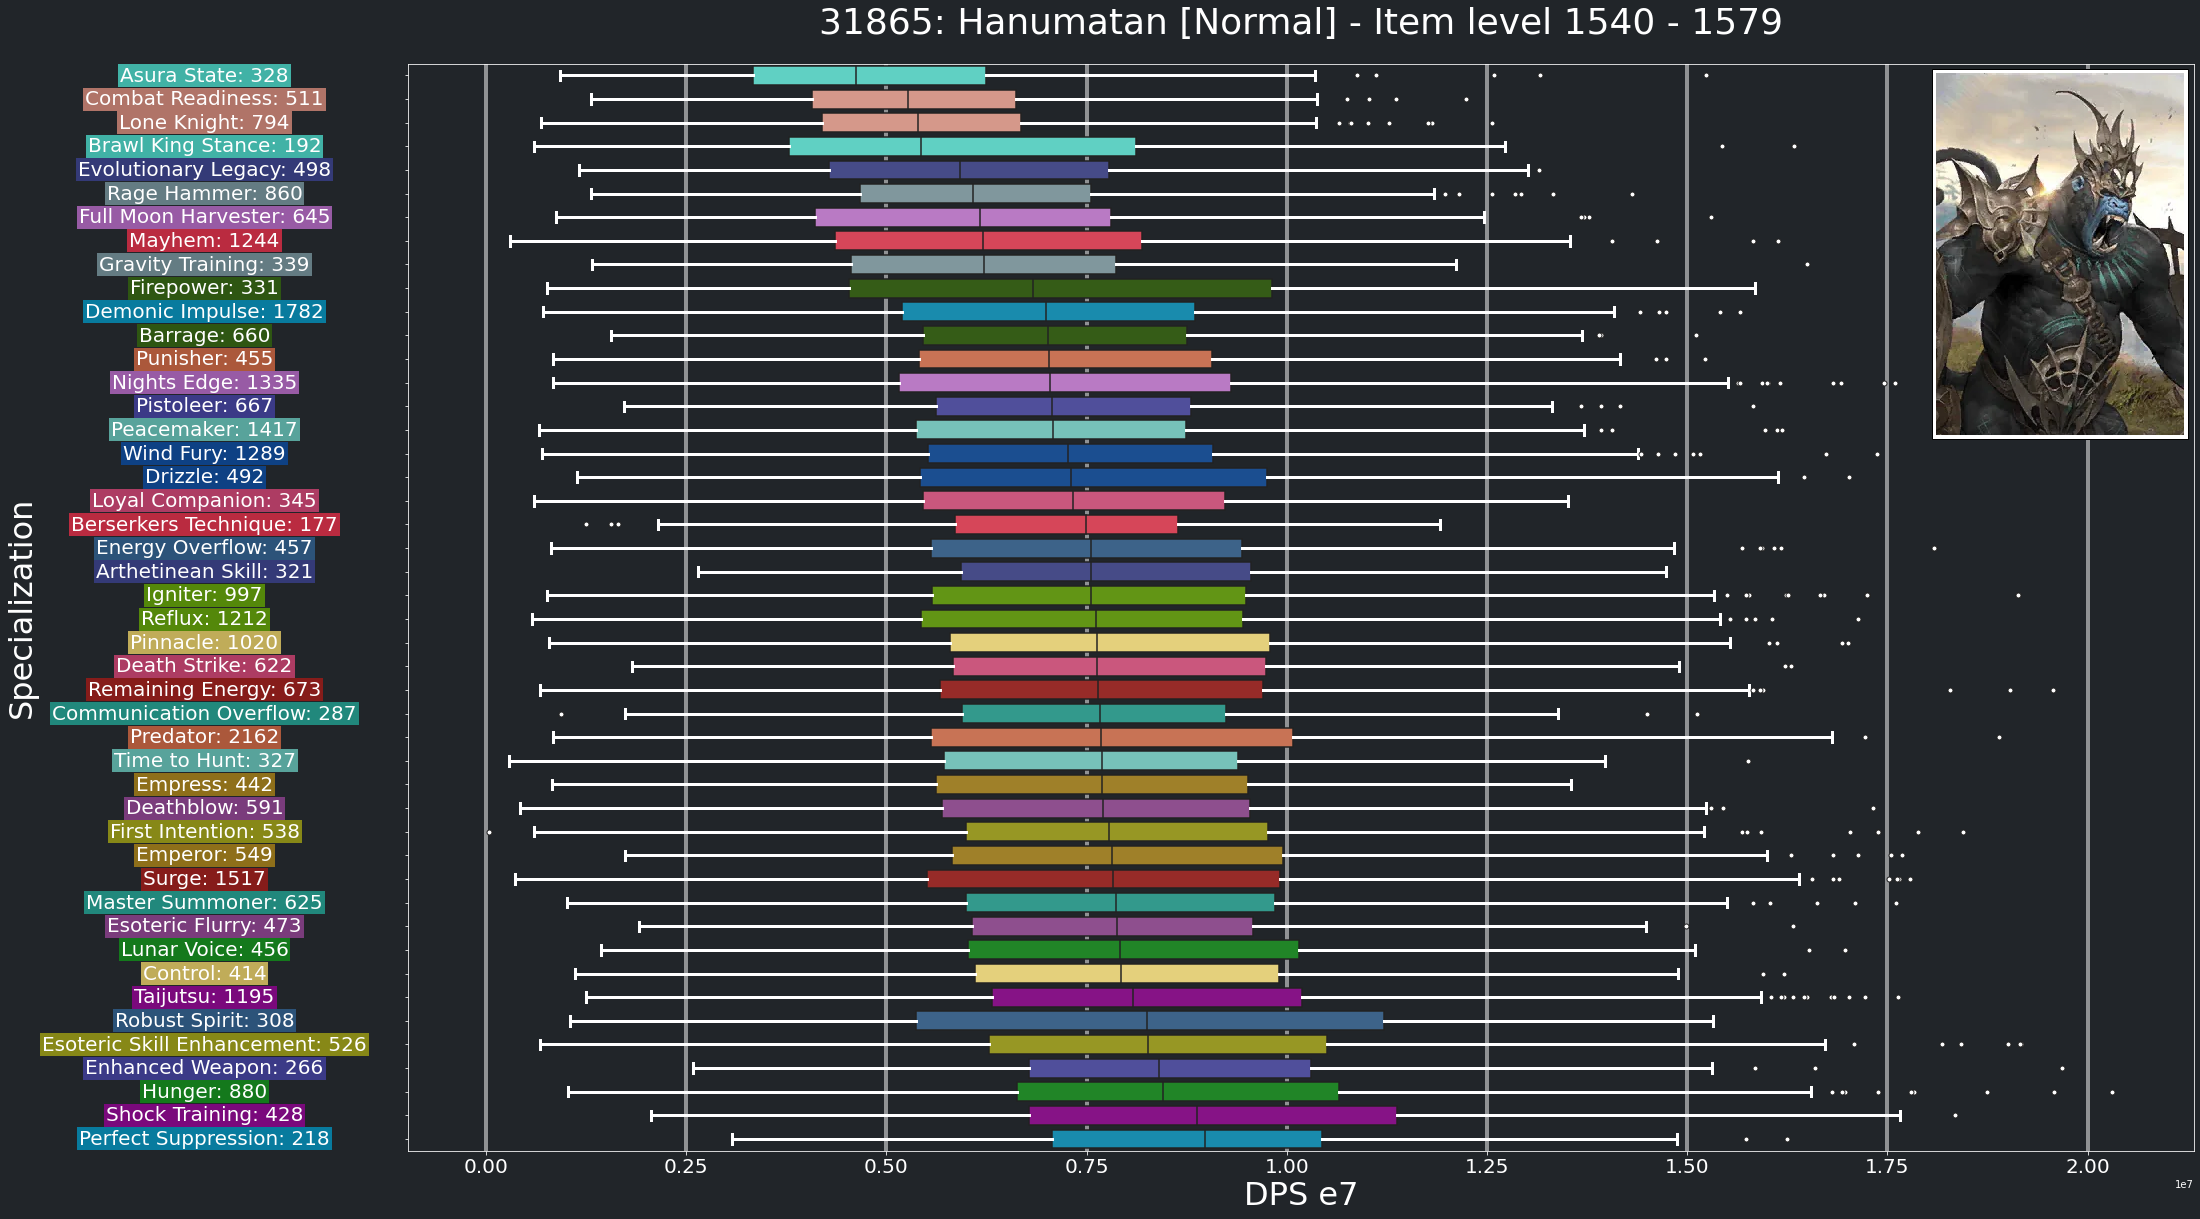 31865: Hanumatan [Normal] - Item level 1540 - 1579
Specialization
Asura State: 328
Combat Readiness: 511
Lone Knight: 794
Brawl King Stance: 192
Evolutionary Legacy: 498
Rage Hammer: 860
Full Moon Harvester: 645
Mayhem: 1244
Gravity Training: 339
Firepower: 331
Demonic Impulse: 1782
Barrage: 660
Punisher: 455
Nights Edge: 1335
Pistoleer: 667
Peacemaker: 1417
Wind Fury: 1289
Drizzle: 492
Loyal Companion: 345
Berserkers Technique: 177
Energy Overflow: 457
Arthetinean Skill: 321
Igniter: 997
Reflux: 1212
Pinnacle: 1020
Death Strike: 622
Remaining Energy: 673
Communication Overflow: 287
Predator: 2162
Time to Hunt: 327
Empress: 442
Deathblow: 591
First Intention: 538
Emperor: 549
Surge: 1517
Master Summoner: 625
Esoteric Flurry: 473
Lunar Voice: 456
Control: 414
Taijutsu: 1195
Robust Spirit: 308
Esoteric Skill Enhancement: 526
Enhanced Weapon: 266
Hunger: 880
Shock Training: 428
Perfect Suppression: 218
0.00 0.25 0.50 0.75 1.00 1.25 1.50 1.75 2.00
1e7
DPS e7